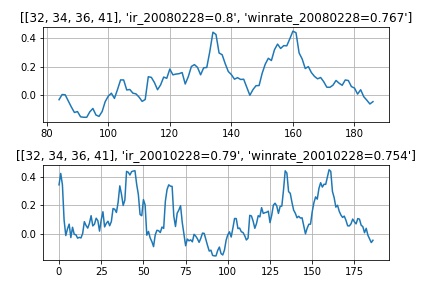 [[32, 34, 36, 41], 'ir_20080228=0.8', 'winrate_20080228=0.767']
0.4
0.2
0.0
80 100 120 140 160 180
[[32, 34, 36, 41], 'ir_20010228=0.79', 'winrate_20010228=0.754']
0.4
0.2
0.0
0 25 50 75 100 125 150 175